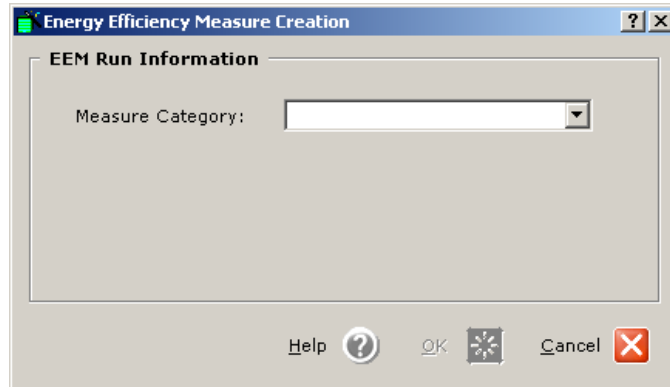 Energy Efficiency Measure Creation
EEM Run Information
Measure Category:
Help OK Cancel